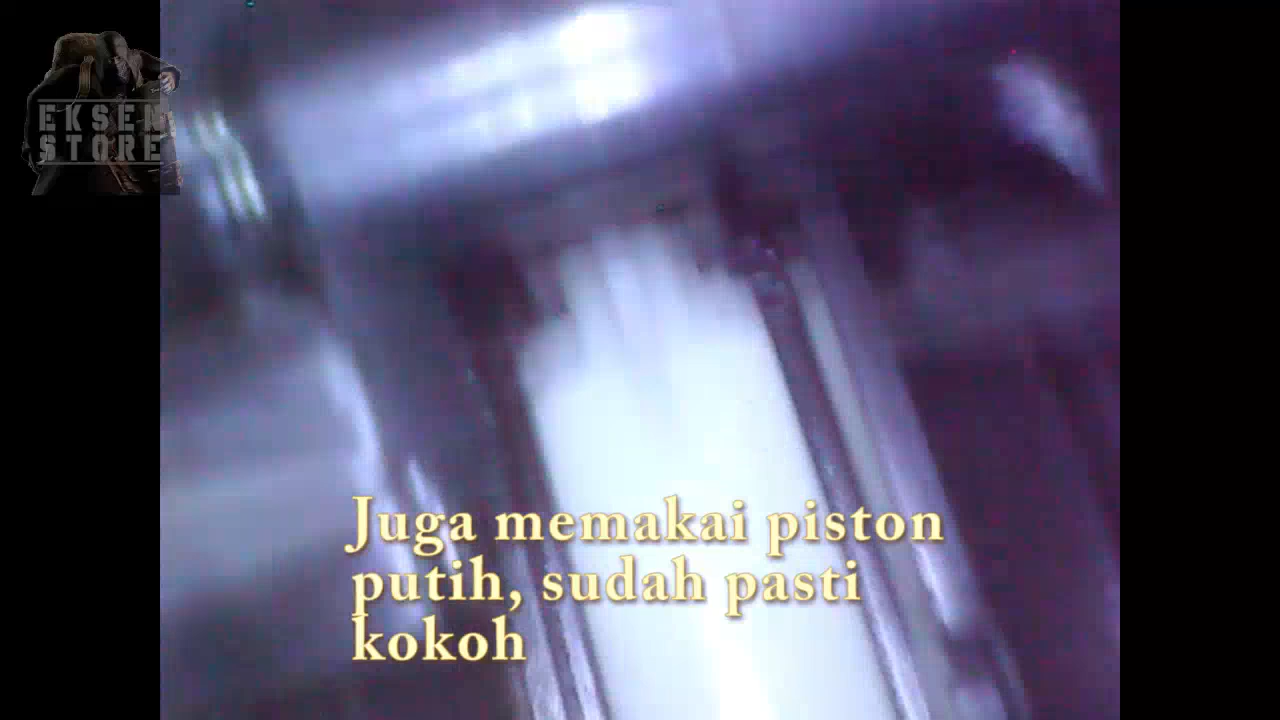 EKSEN
STORE
Juga memakai piston
putih, sudah pasti
kokoh